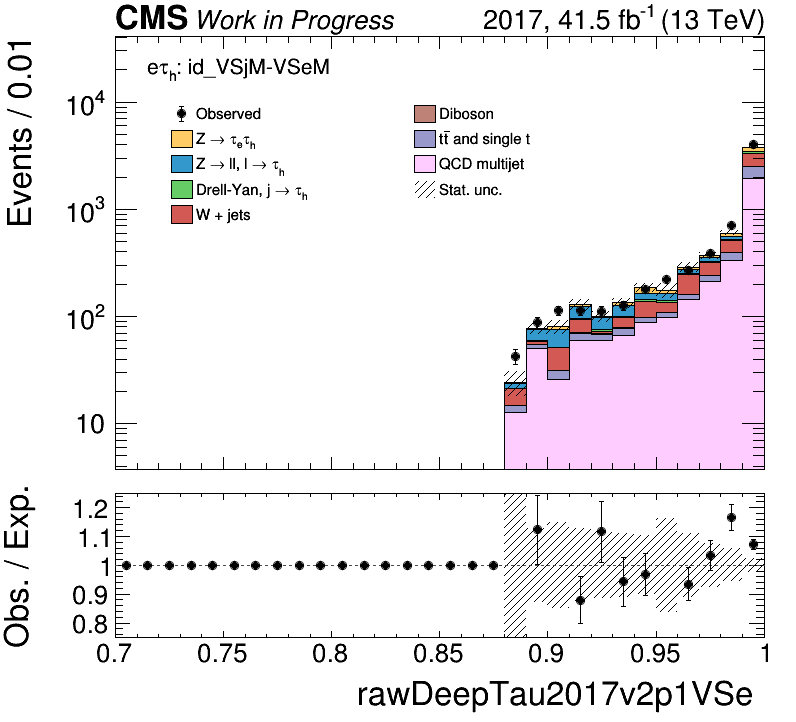 CMS Work in Progress 2017, 41.5 fb⁻¹ (13 TeV)
Events / 0.01
eτₕ: id_VSjM-VSeM
Observed
Z → τₑτₕ
Z → ll, l → τₕ
Drell-Yan, j → τₕ
W + jets
Diboson
tt̄ and single t
QCD multijet
Stat. unc.
10⁴
10³
10²
10
Obs. / Exp.
1.2
1.1
1
0.9
0.8
0.7 0.75 0.8 0.85 0.9 0.95 1
rawDeepTau2017v2p1VSe